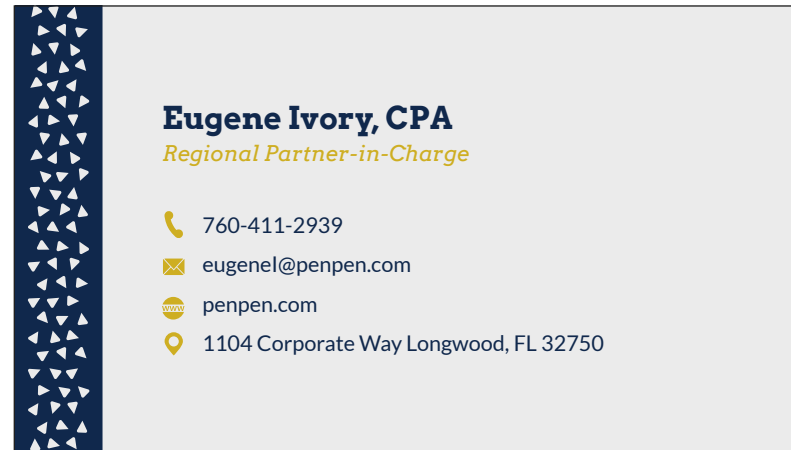 Eugene Ivory, CPA
Regional Partner-in-Charge
760-411-2939
eugenel@penpen.com
www
penpen.com
1104 Corporate Way Longwood, FL 32750